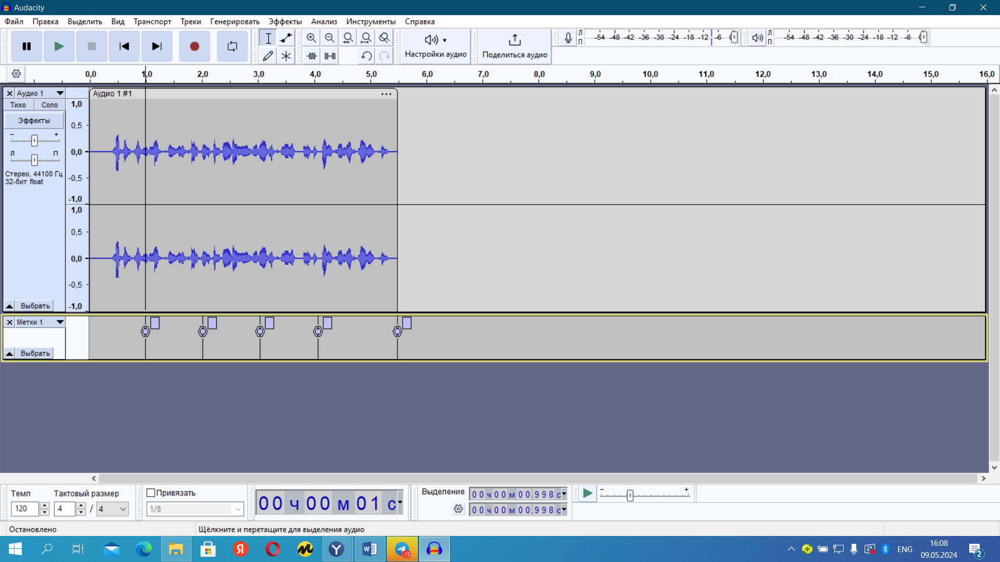 Audacity
Файл Правка Выделить Вид Транспорт Треки Генерировать Эффекты Анализ Инструменты Справка
Настройки аудио
Поделиться аудио
Л
П
-54 -48 -42 -36 -30 -24 -18 -12 -6 0
Л
П
-54 -48 -42 -36 -30 -24 -18 -12 -6 0
0,0 1,0 2,0 3,0 4,0 5,0 6,0 7,0 8,0 9,0 10,0 11,0 12,0 13,0 14,0 15,0 16,0
Аудио 1
Аудио 1 #1
Тихо Соло
Эффекты
- +
Л П
Стерео, 44100 Гц
32-бит float
Выбрать
1,0
0,5
0,0
-0,5
-1,0
1,0
0,5
0,0
-0,5
-1,0
Метки 1
Выбрать
Темп
120
Тактовый размер
4 / 4
Привязать
1/8
00 ч 00 м 01 с
Выделение
00 ч 00 м 00.998 с
00 ч 00 м 00.998 с
- +
Остановлено
Щёлкните и перетащите для выделения аудио
Я
Y
W
..15
ENG
16:08
09.05.2024
2